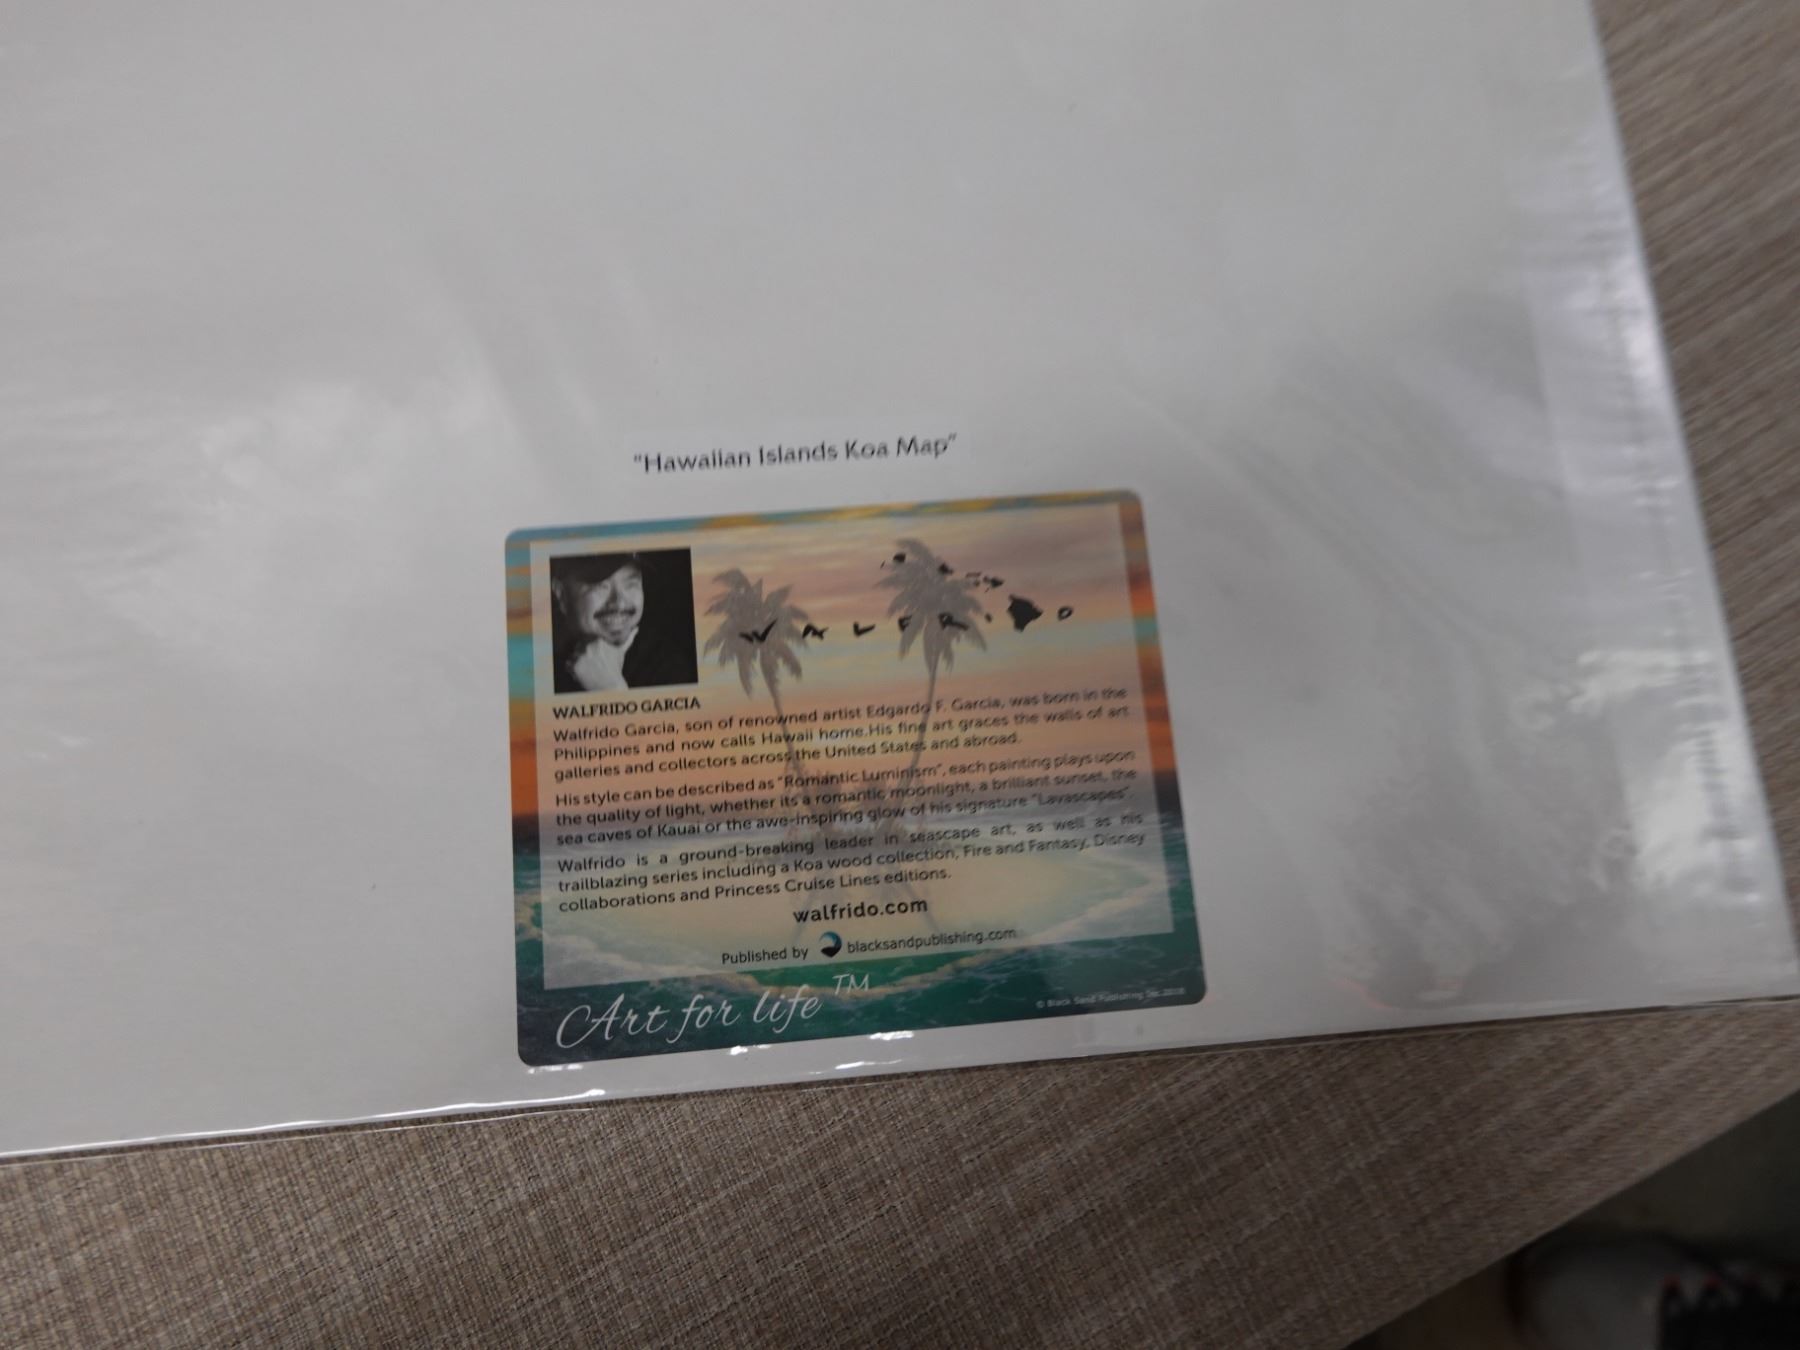 "Hawaiian Islands Koa Map"
WALFRIDO
WALFRIDO GARCIA
Walfrido Garcia, son of renowned artist Edgardo F. Garcia, was born in the
Philippines and now calls Hawaii home.His fine art graces the walls of art
galleries and collectors across the United States and abroad.
His style can be described as "Romantic Luminism", each painting plays upon
the quality of light, whether its a romantic moonlight, a brilliant sunset, the
sea caves of Kauai or the awe-inspiring glow of his signature "Lavascapes".
Walfrido is a ground-breaking leader in seascape art, as well as his
trailblazing series including a Koa wood collection, Fire and Fantasy, Disney
collaborations and Princess Cruise Lines editions.
walfrido.com
Published by blacksandpublishing.com
Art for life™
© Black Sand Publishing Inc.